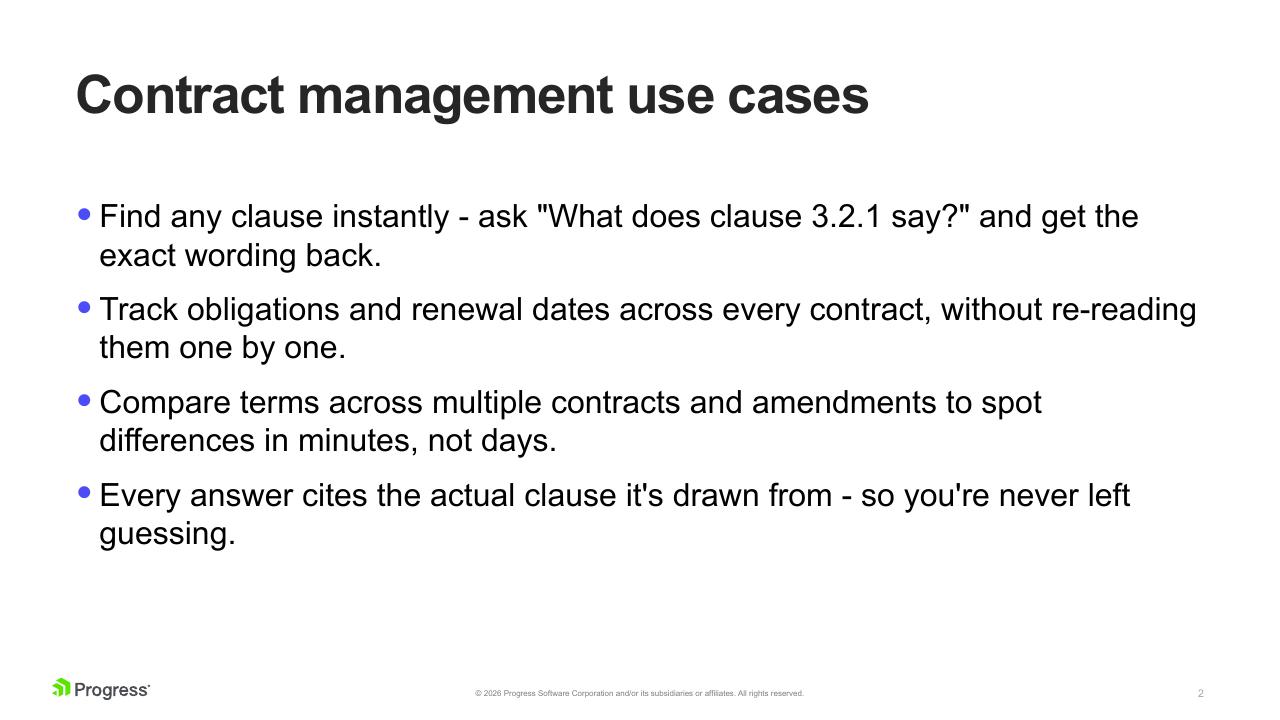 Contract management use cases
• Find any clause instantly - ask "What does clause 3.2.1 say?" and get the
exact wording back.
• Track obligations and renewal dates across every contract, without re-reading
them one by one.
• Compare terms across multiple contracts and amendments to spot
differences in minutes, not days.
• Every answer cites the actual clause it's drawn from - so you're never left
guessing.
Progress
© 2026 Progress Software Corporation and/or its subsidiaries or affiliates. All rights reserved.
2